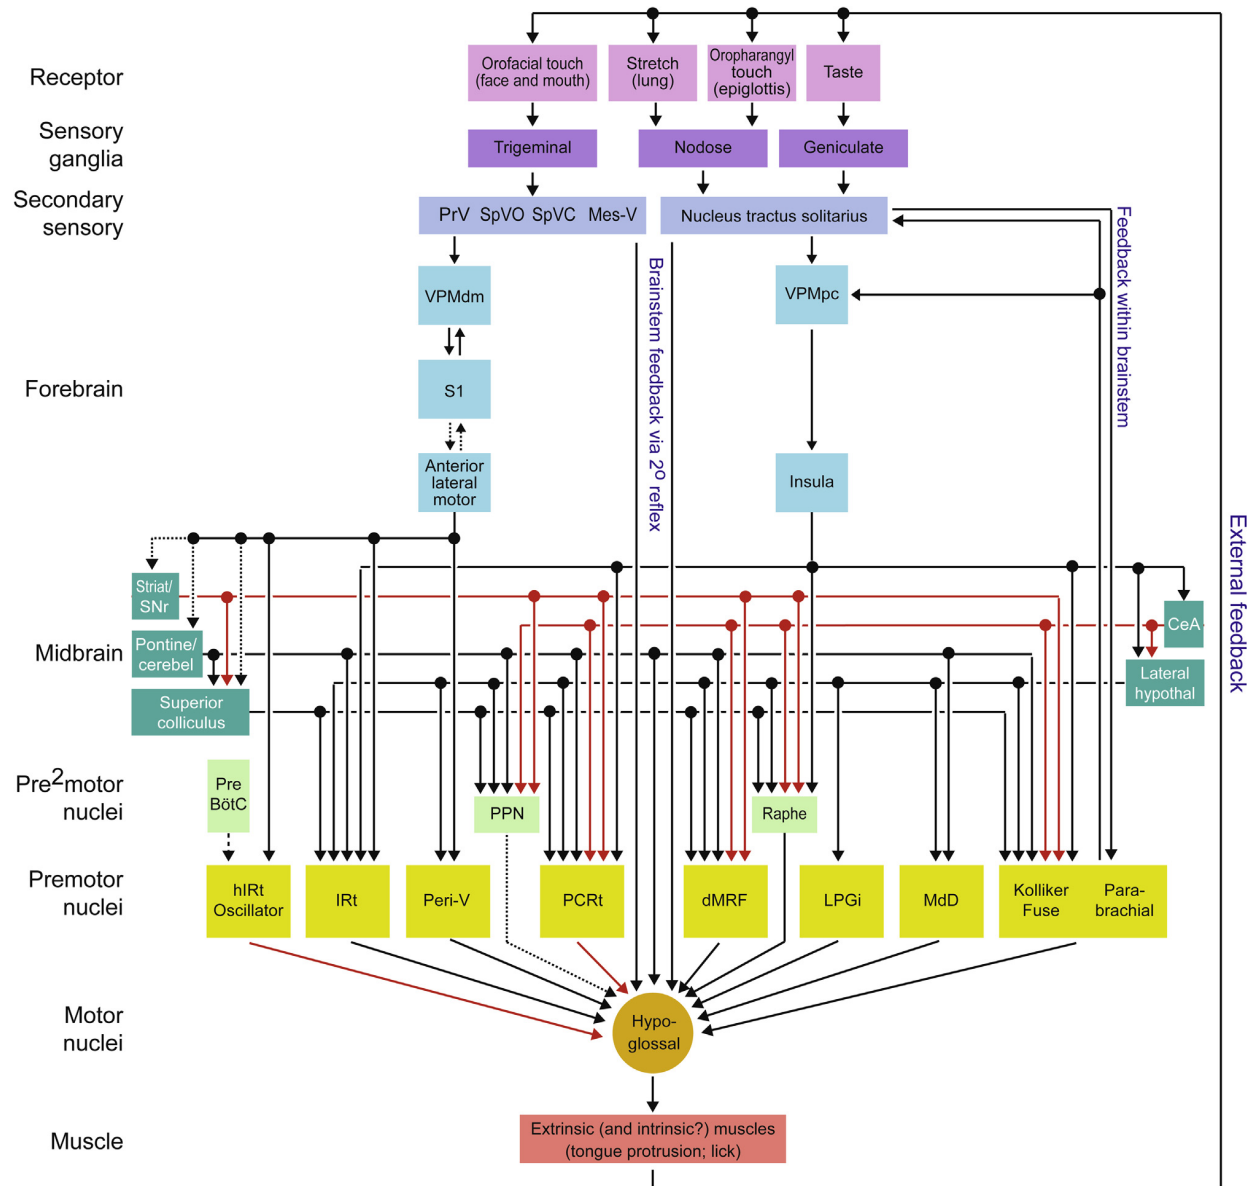 Receptor
Orofacial touch
(face and mouth)
Stretch
(lung)
Oropharangyl
touch
(epiglottis)
Taste
Sensory
ganglia
Trigeminal
Nodose
Geniculate
Secondary
sensory
PrV SpVO SpVC Mes-V
Nucleus tractus solitarius
Brainstem feedback via 2º reflex
Feedback within brainstem
External feedback
Forebrain
VPMdm
VPMpc
S1
Anterior
lateral
motor
Insula
Midbrain
Striat/
SNr
Pontine/
cerebel
Superior
colliculus
CeA
Lateral
hypothal
Pre2motor
nuclei
Pre
BötC
PPN
Raphe
Premotor
nuclei
hIRt
Oscillator
IRt
Peri-V
PCRt
dMRF
LPGi
MdD
Kolliker
Fuse
Para-
brachial
Motor
nuclei
Hypo-
glossal
Muscle
Extrinsic (and intrinsic?) muscles
(tongue protrusion; lick)